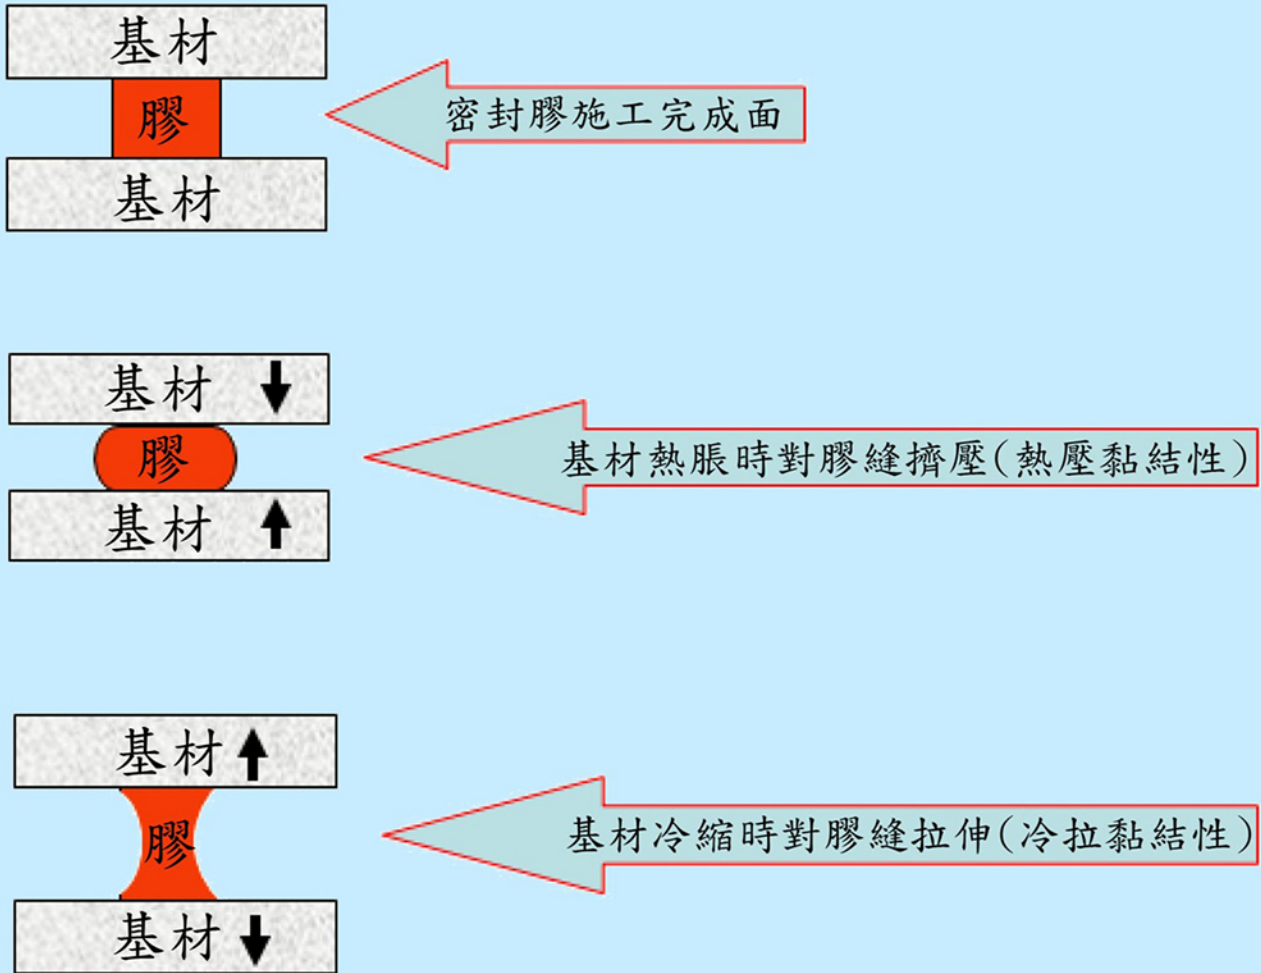 基材
膠
密封膠施工完成面
基材
基材
膠
基材熱脹時對膠縫擠壓(熱壓黏結性)
基材
基材
膠
基材冷縮時對膠縫拉伸(冷拉黏結性)
基材